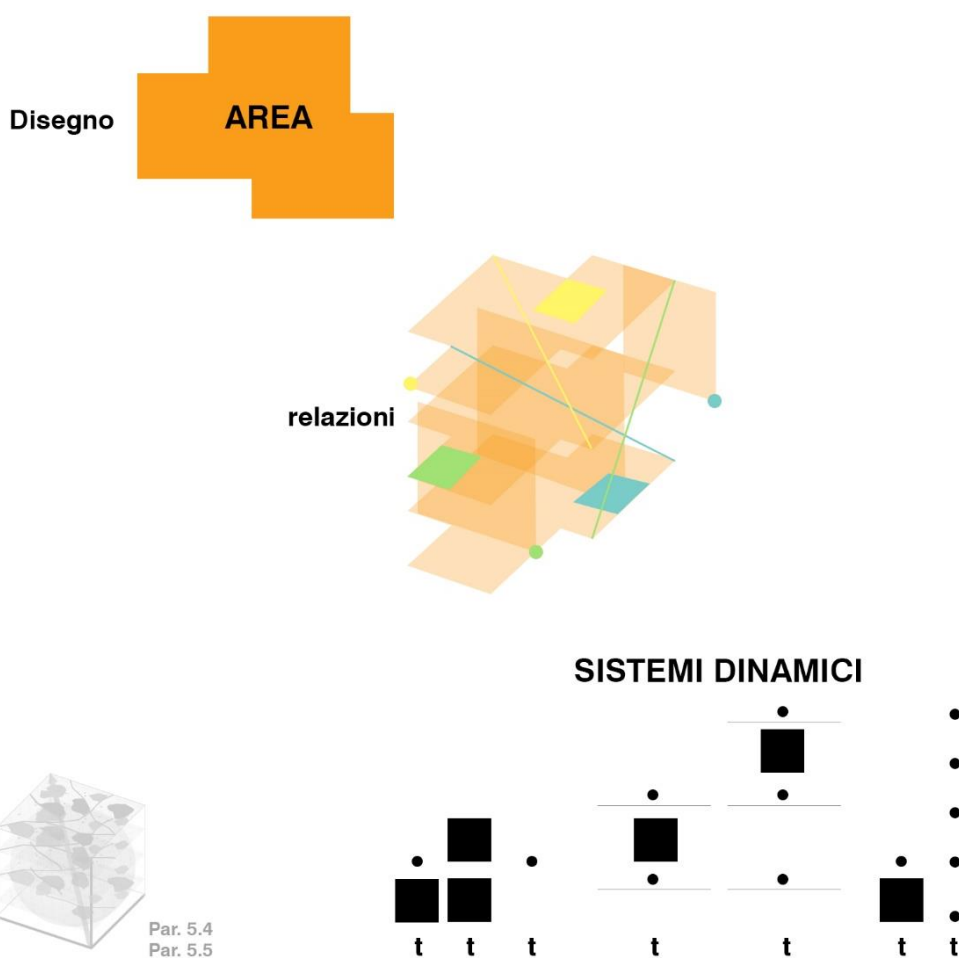 Disegno
AREA
relazioni
SISTEMI DINAMICI
Par. 5.4
Par. 5.5
t t t t t t t